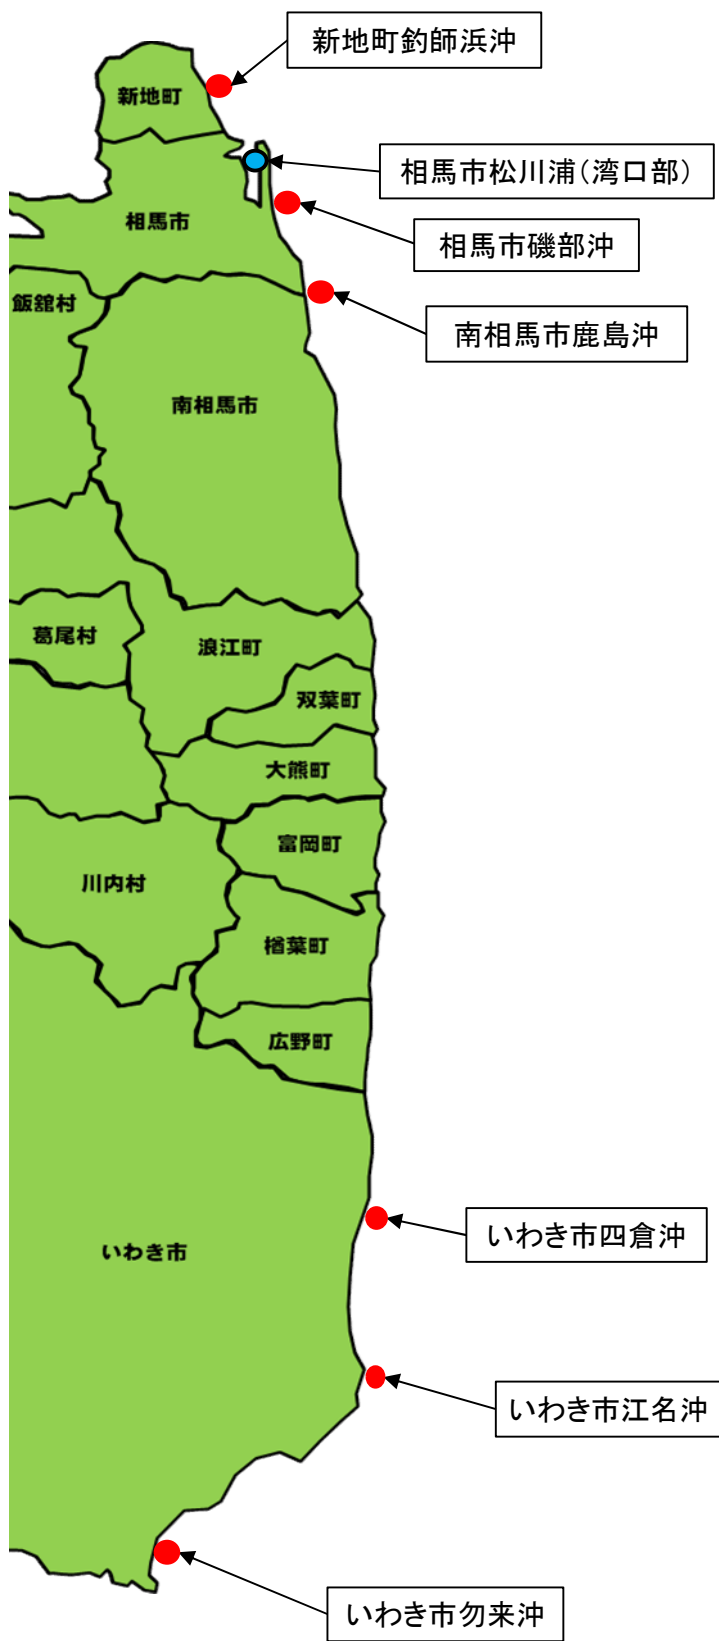 新地町釣師浜沖
新地町
相馬市松川浦（湾口部）
相馬市
相馬市磯部沖
飯舘村
南相馬市鹿島沖
南相馬市
葛尾村
浪江町
双葉町
大熊町
富岡町
川内村
楢葉町
広野町
いわき市四倉沖
いわき市
いわき市江名沖
いわき市勿来沖